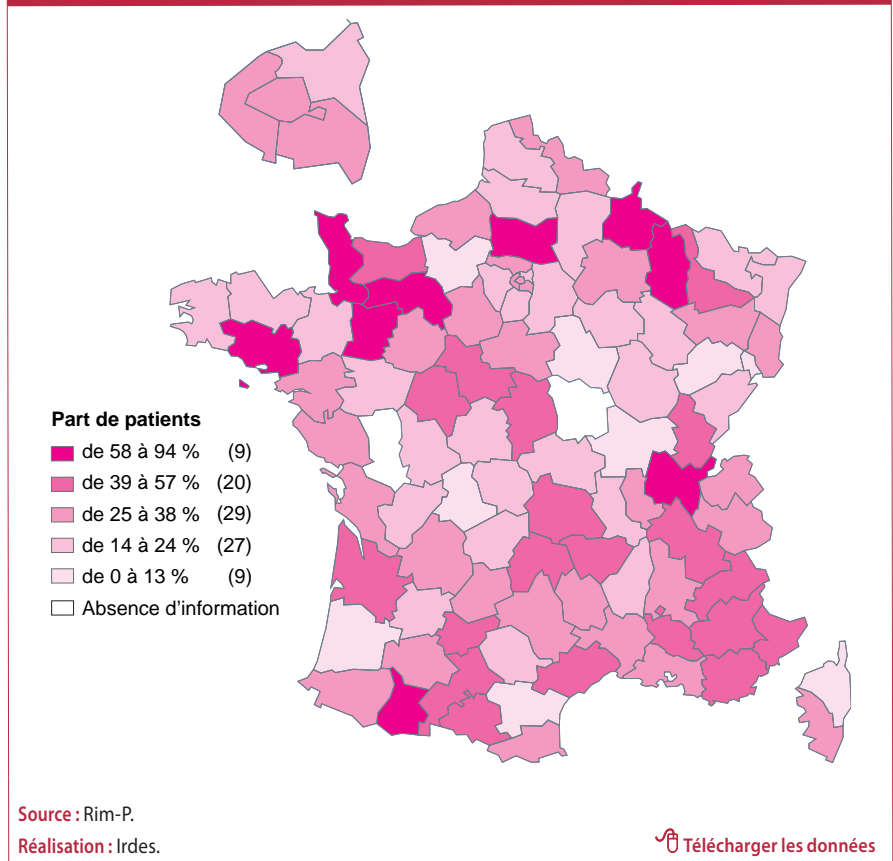 Part de patients
de 58 à 94 % (9)
de 39 à 57 % (20)
de 25 à 38 % (29)
de 14 à 24 % (27)
de 0 à 13 % (9)
Absence d'information
Source : Rim-P.
Réalisation : Irdes.
Télécharger les données